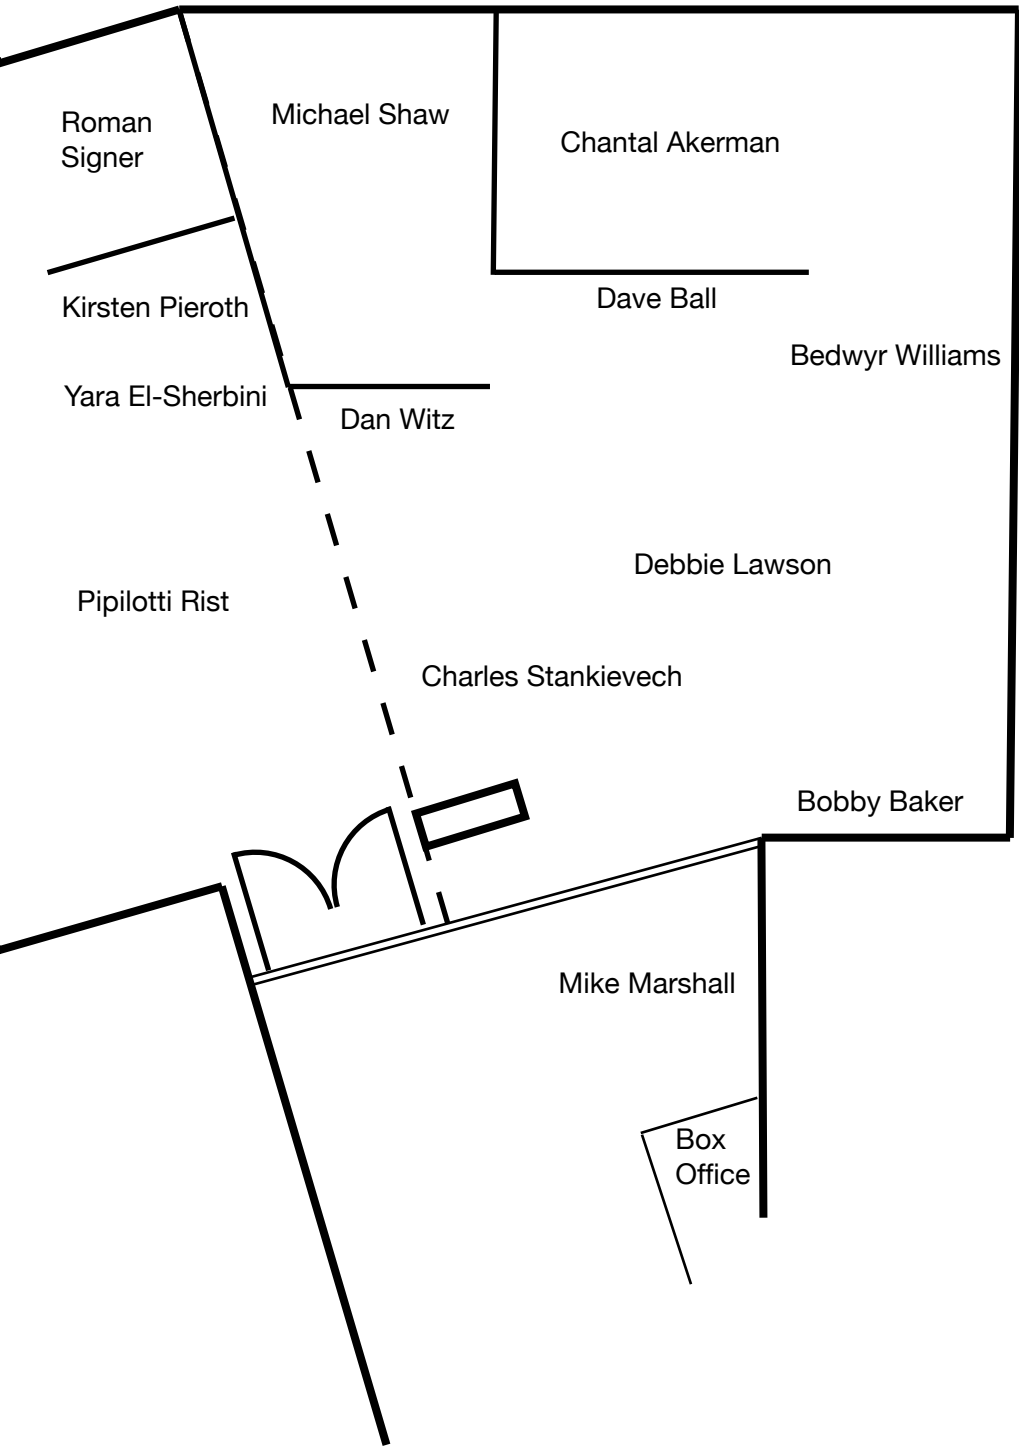 Roman
Signer
Michael Shaw
Chantal Akerman
Kirsten Pieroth
Dave Ball
Bedwyr Williams
Yara El-Sherbini
Dan Witz
Debbie Lawson
Pipilotti Rist
Charles Stankievech
Bobby Baker
Mike Marshall
Box
Office